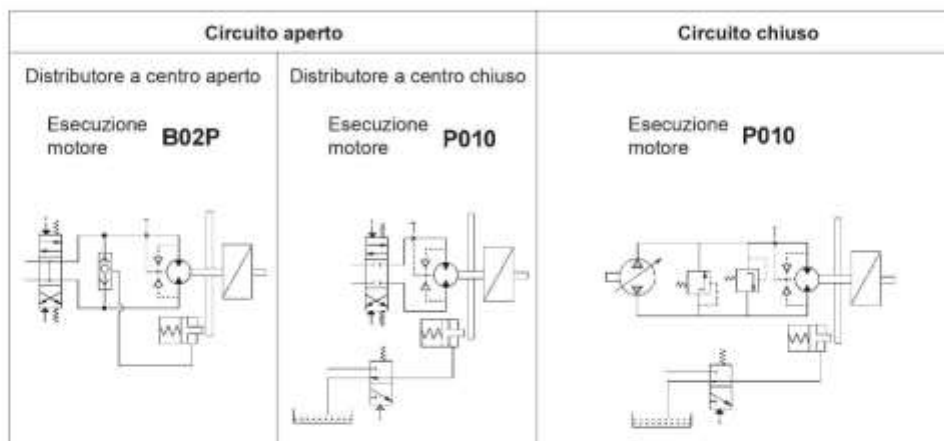 Circuito aperto
Circuito chiuso
Distributore a centro aperto
Esecuzione
motore B02P
Distributore a centro chiuso
Esecuzione
motore P010
Esecuzione
motore P010